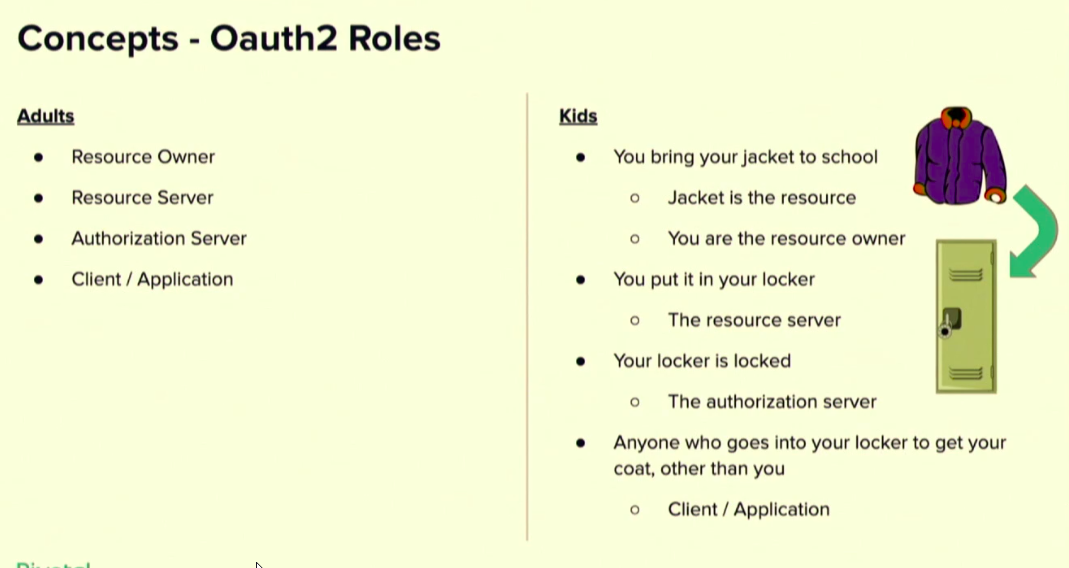 Concepts - Oauth2 Roles
Adults
Resource Owner
Resource Server
Authorization Server
Client / Application
Kids
You bring your jacket to school
Jacket is the resource
You are the resource owner
You put it in your locker
The resource server
Your locker is locked
The authorization server
Anyone who goes into your locker to get your
coat, other than you
Client / Application